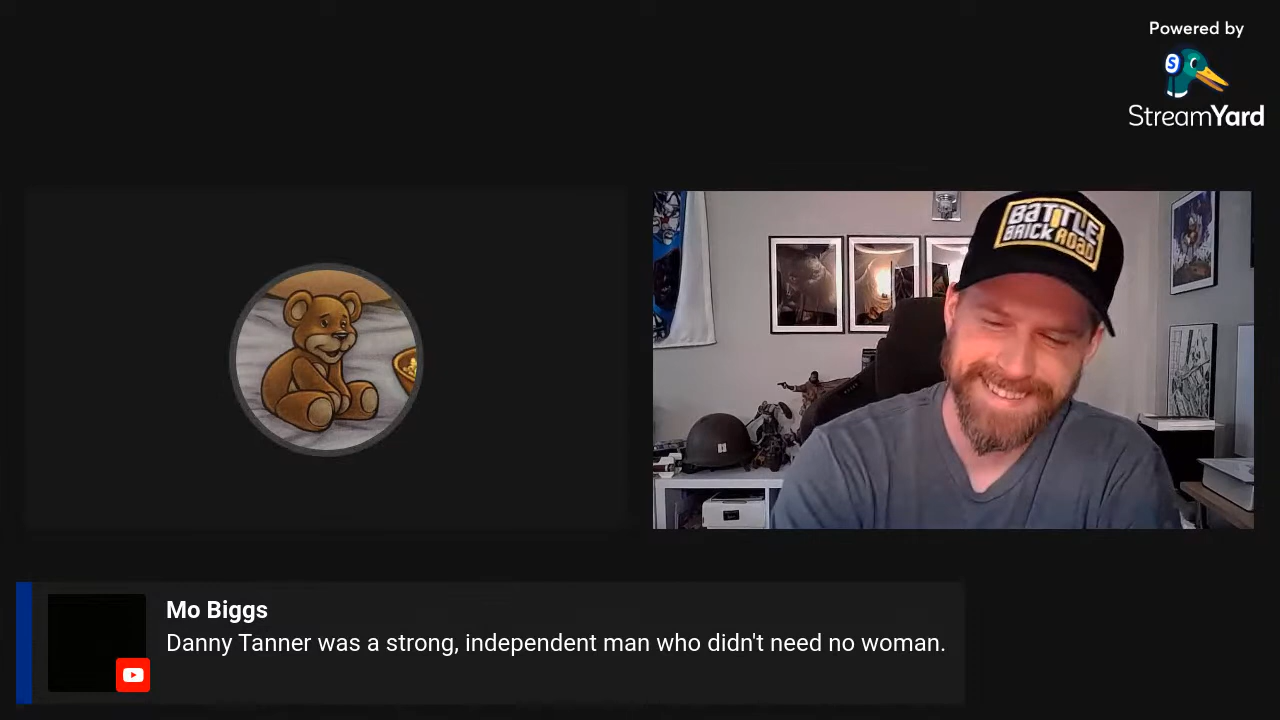 Powered by
S
StreamYard
BATTLE
BRICK ROAD
Mo Biggs
Danny Tanner was a strong, independent man who didn't need no woman.